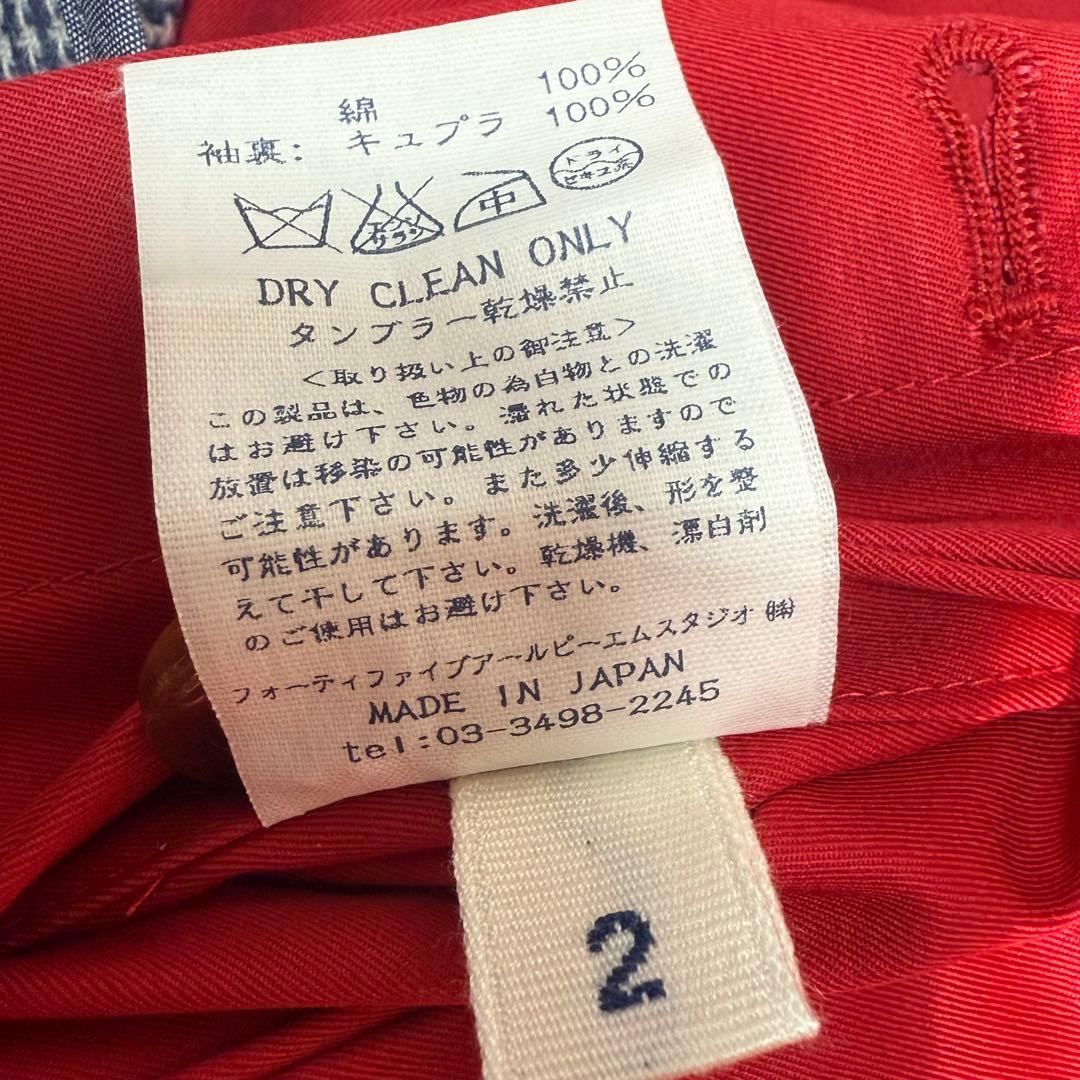 綿 100%
袖裏: キュプラ 100%
エンソ サラシ 中 ドライ セキユ系
DRY CLEAN ONLY
タンブラー乾燥禁止
<取り扱い上の御注意>
この製品は、色物の為白物との洗濯
はお避け下さい。濡れた状態での
放置は移染の可能性がありますので
ご注意下さい。また多少伸縮する
可能性があります。洗濯後、形を整
えて干して下さい。乾燥機、漂白剤
のご使用はお避け下さい。
フォーティファイブアールピーエムスタジオ㈱
MADE IN JAPAN
tel:03-3498-2245
2